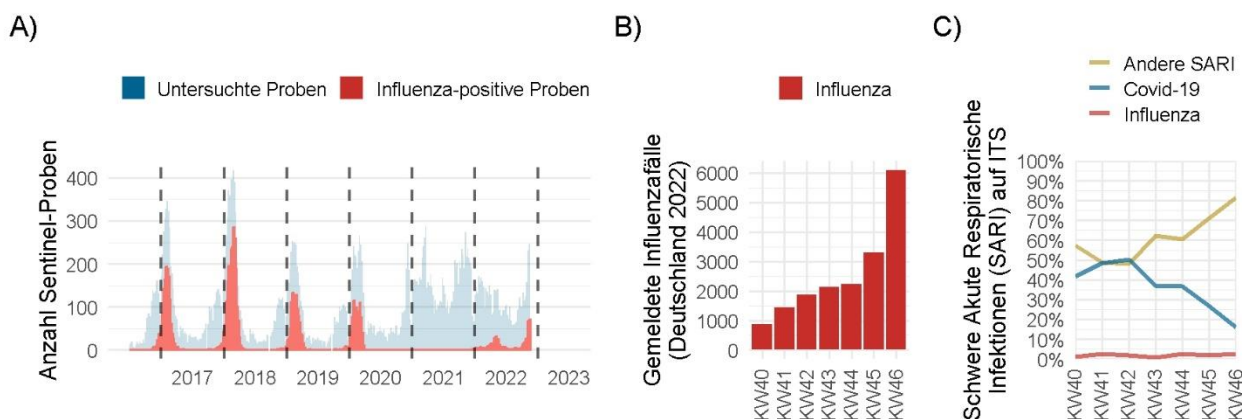 A)
Untersuchte Proben
Influenza-positive Proben
Anzahl Sentinel-Proben
400
300
200
100
0
2017
2018
2019
2020
2021
2022
2023
B)
Influenza
Gemeldete Influenzafälle
(Deutschland 2022)
6000
5000
4000
3000
2000
1000
0
KW40
KW41
KW42
KW43
KW44
KW45
KW46
C)
Andere SARI
Covid-19
Influenza
Schwere Akute Respiratorische
Infektionen (SARI) auf ITS
100%
90%
80%
70%
60%
50%
40%
30%
20%
10%
0%
KW40
KW41
KW42
KW43
KW44
KW45
KW46